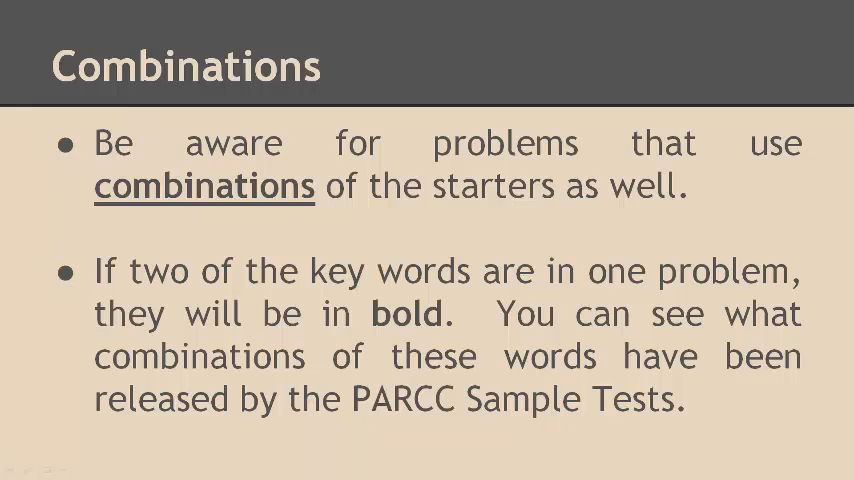 Combinations
● Be aware for problems that use
combinations of the starters as well.
● If two of the key words are in one problem,
they will be in bold. You can see what
combinations of these words have been
released by the PARCC Sample Tests.